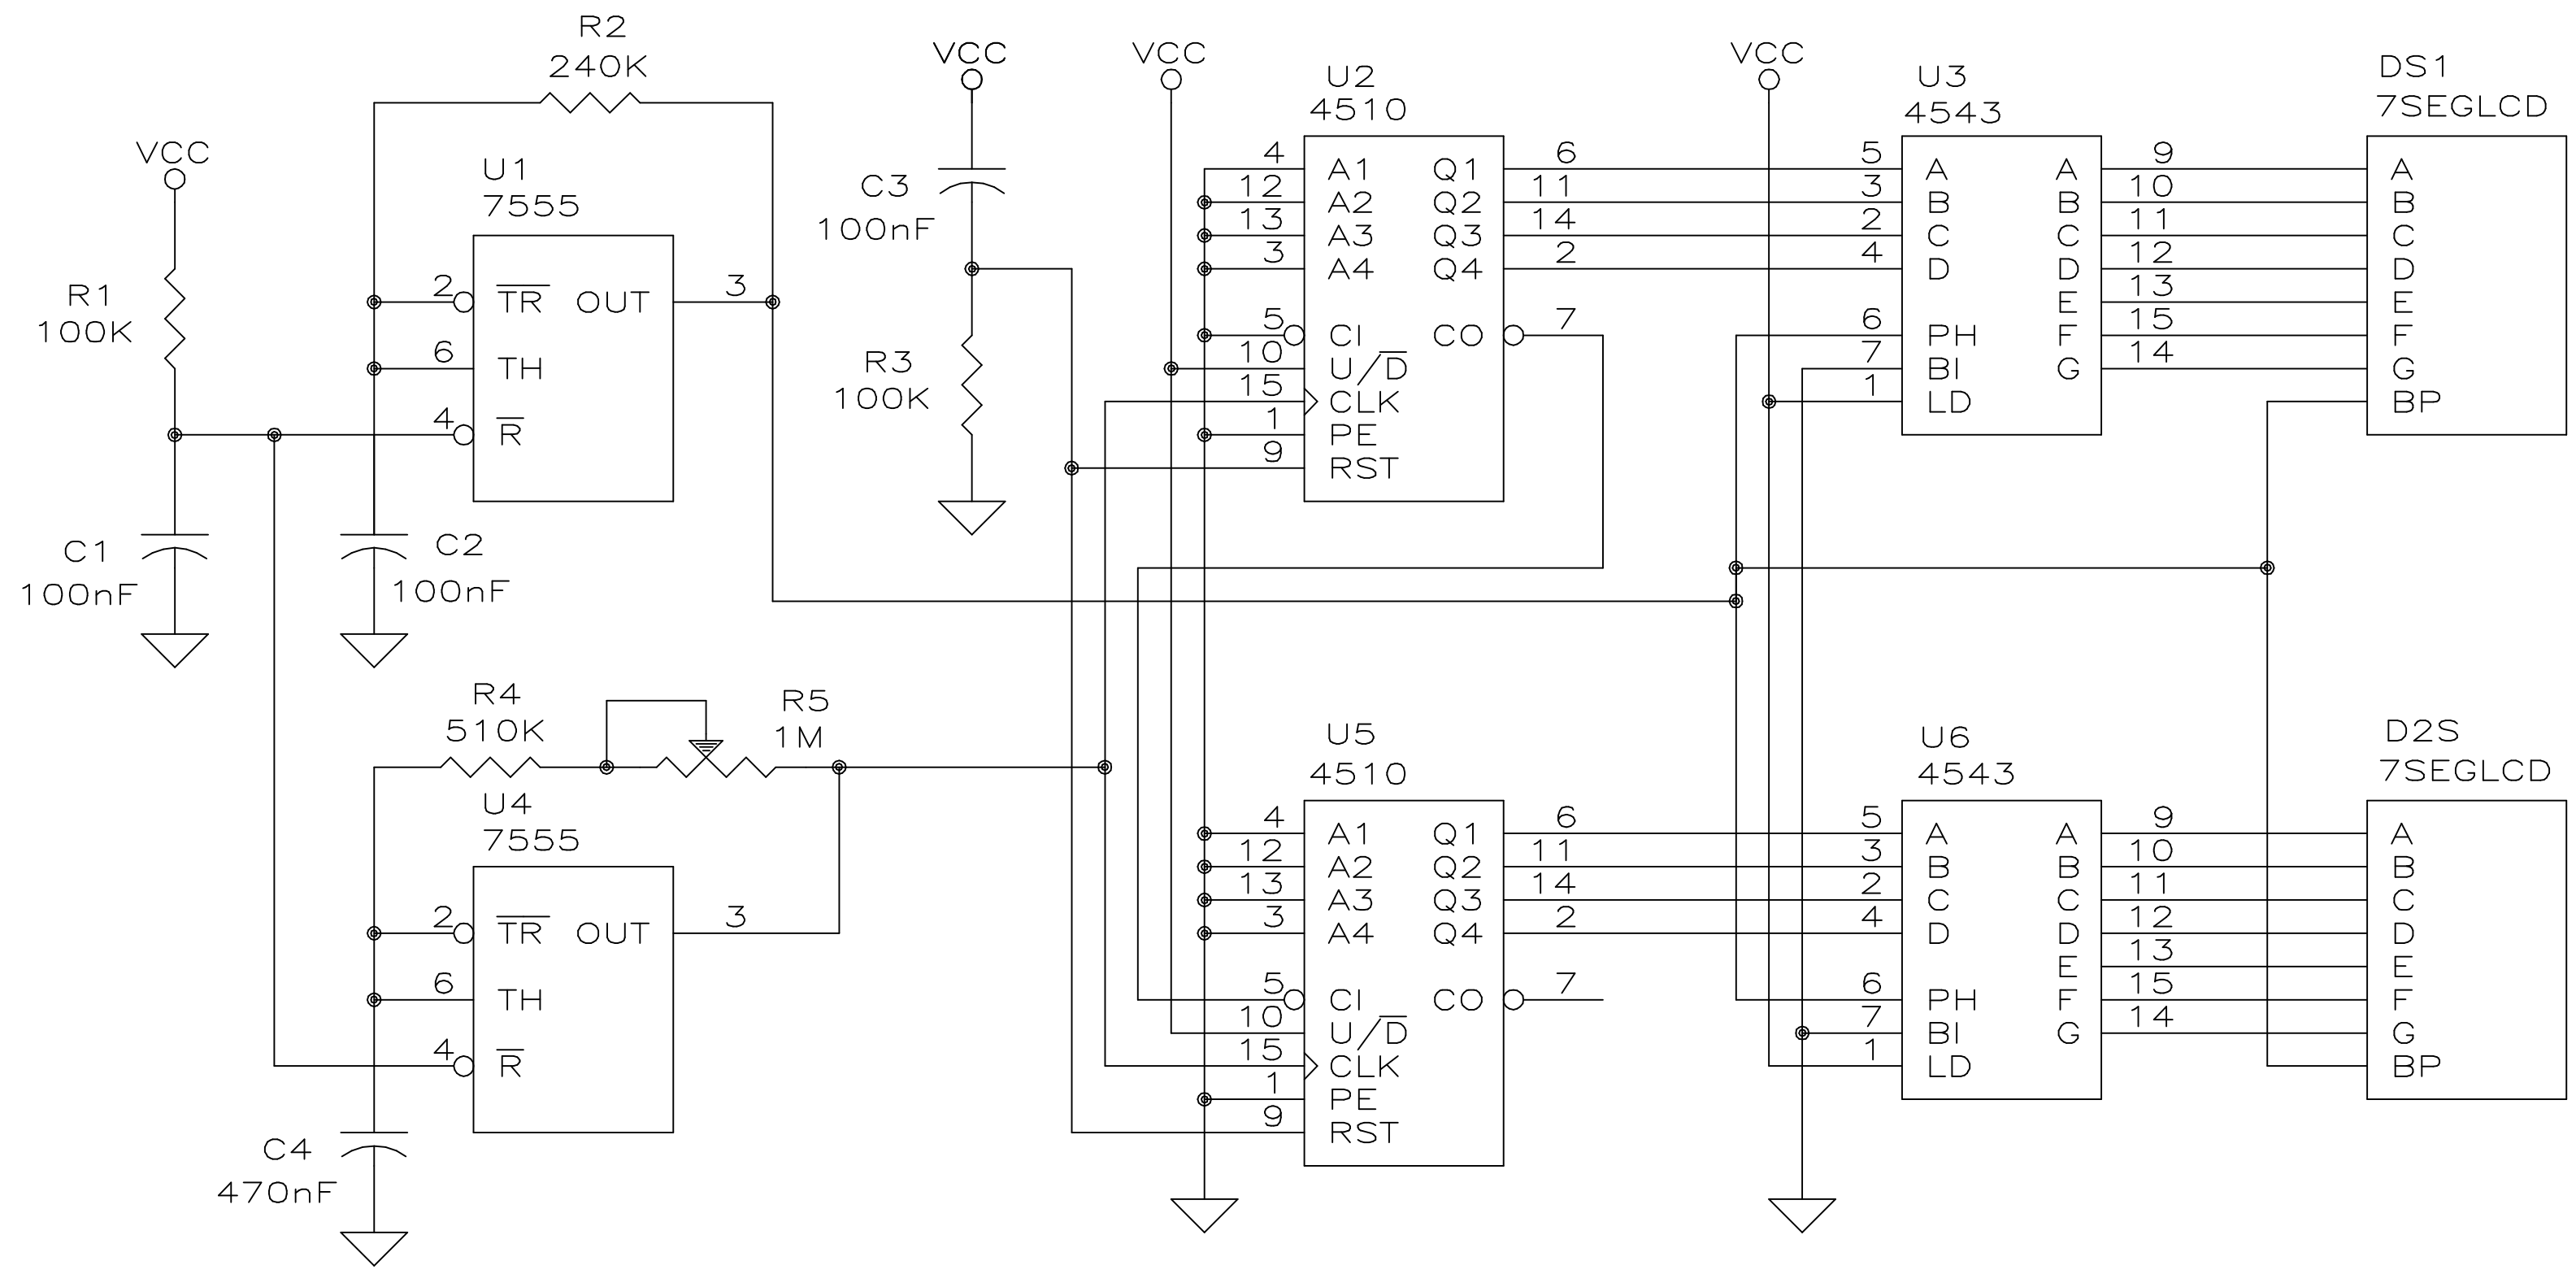 R2
240K
VCC
VCC
VCC
VCC
U1
7555
2
TR
OUT
3
6
TH
4
R
R1
100K
C1
100nF
C2
100nF
C3
100nF
R3
100K
U2
4510
4 A1 Q1 6
12 A2 Q2 11
13 A3 Q3 14
3 A4 Q4 2
5 CI CO 7
10 U/D
15 CLK
1 PE
9 RST
U3
4543
5 A A 9
3 B B 10
2 C C 11
4 D D 12
E 13
6 PH F 15
7 BI G 14
1 LD
DS1
7SEGLCD
A
B
C
D
E
F
G
BP
R4
510K
R5
1M
U4
7555
2 TR OUT 3
6 TH
4 R
C4
470nF
U5
4510
4 A1 Q1 6
12 A2 Q2 11
13 A3 Q3 14
3 A4 Q4 2
5 CI CO 7
10 U/D
15 CLK
1 PE
9 RST
U6
4543
5 A A 9
3 B B 10
2 C C 11
4 D D 12
E 13
6 PH F 15
7 BI G 14
1 LD
D2S
7SEGLCD
A
B
C
D
E
F
G
BP